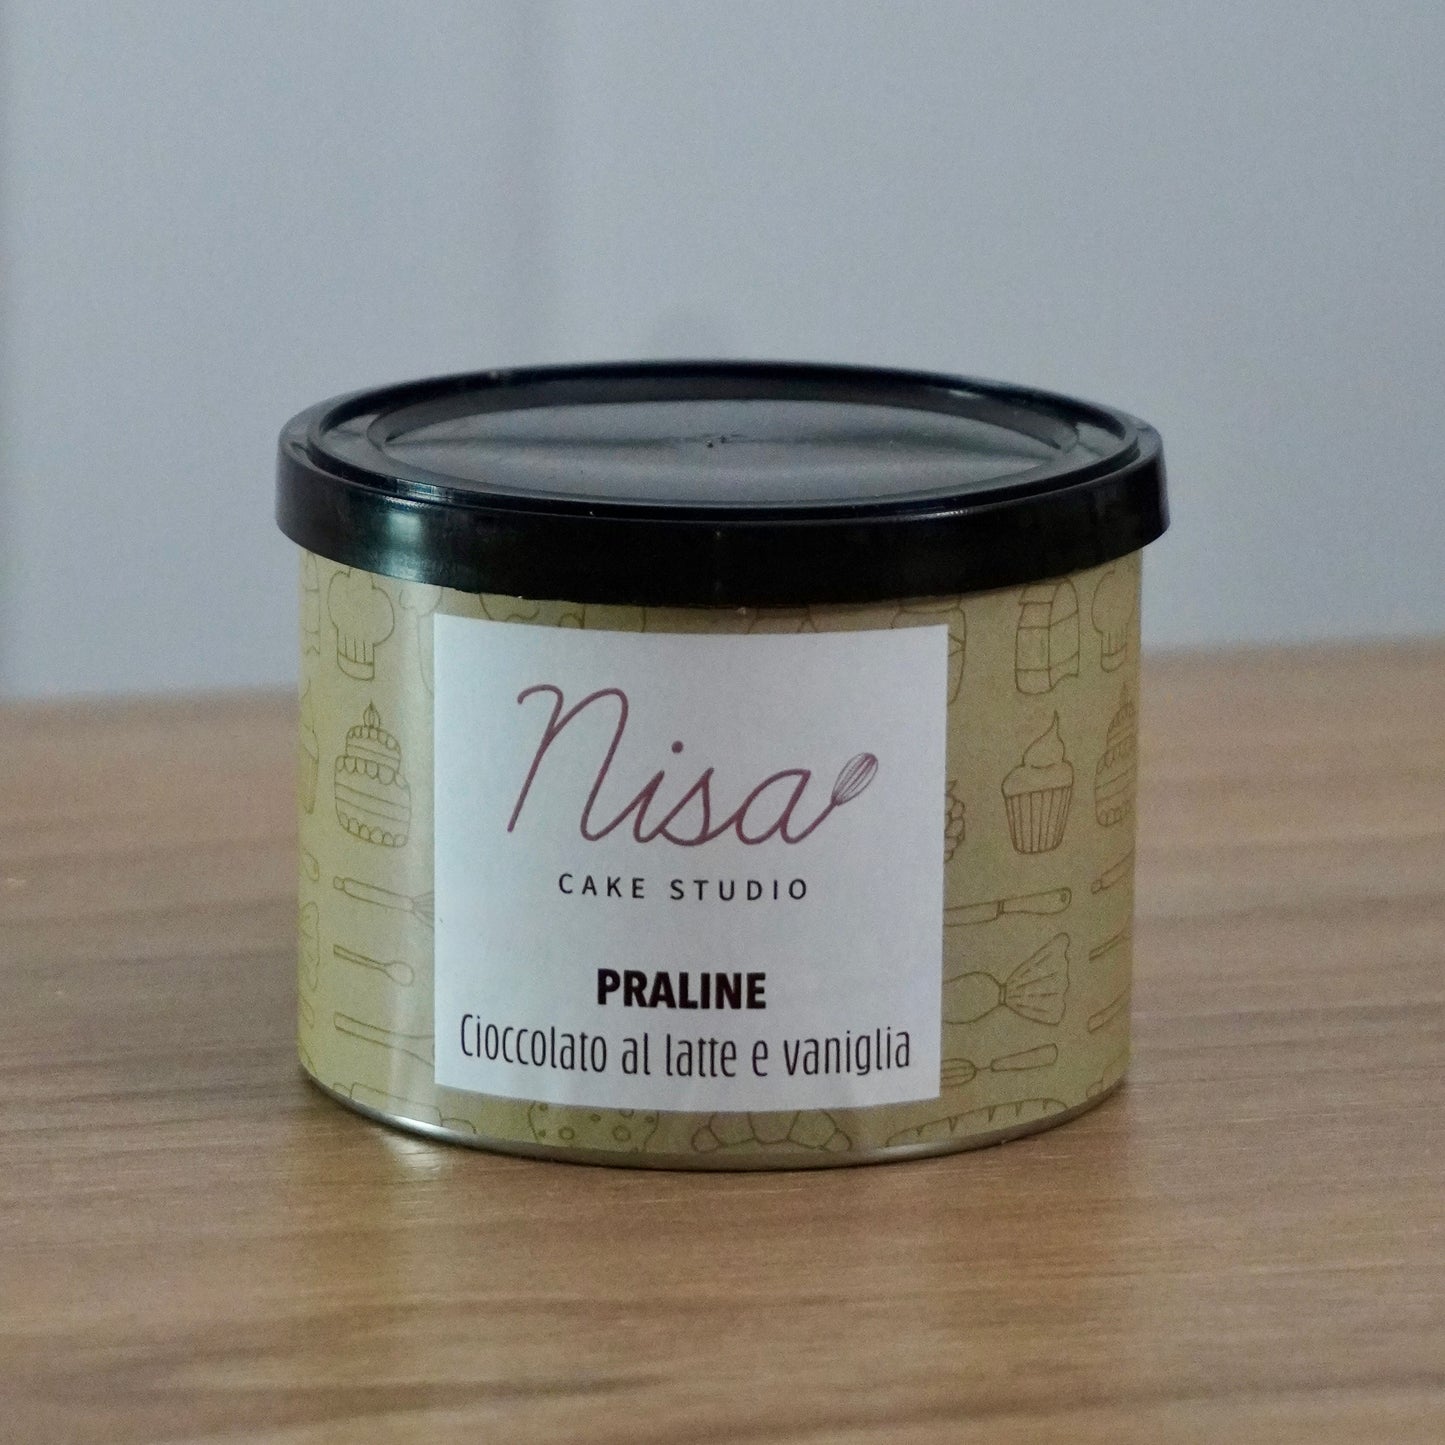 Nisa
CAKE STUDIO
PRALINE
Cioccolato al latte e vaniglia